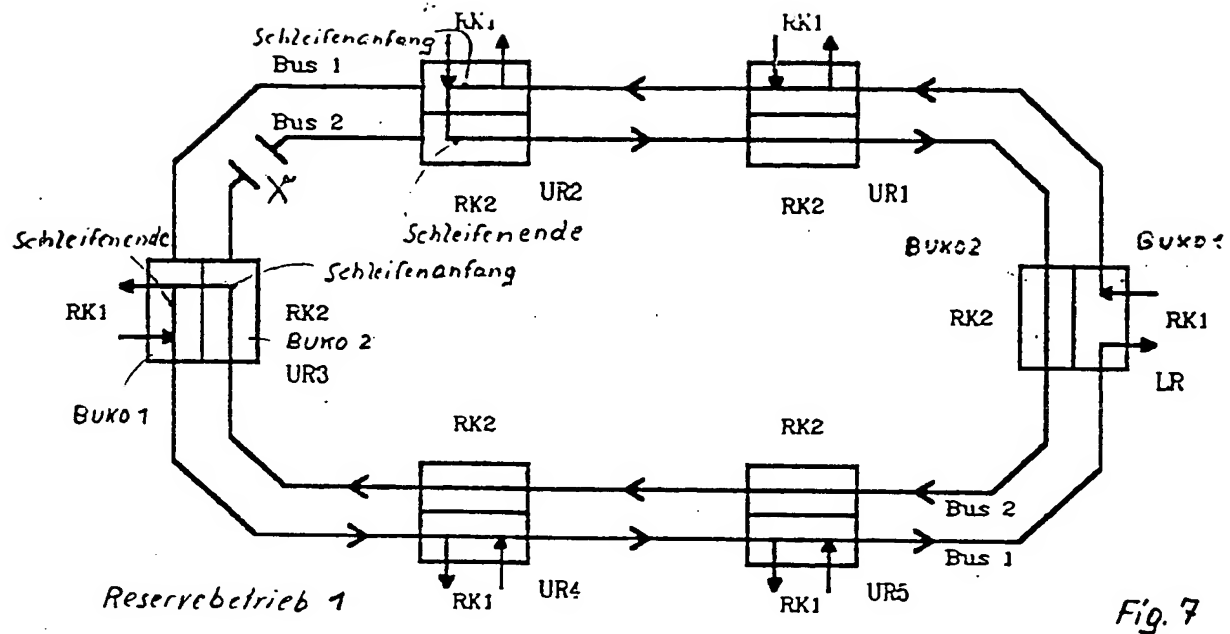 RK1 RK1
Schleifenanfang
Bus 1
Bus 2
X
UR2 UR1
RK2 RK2
Schleifenende
Schleifenende
BUKO2 BUKO1
Schleifenanfang
RK1 RK2 RK2 RK1
BUKO 2
UR3 LR
BUKO 1
RK2 RK2
Bus 2
Bus 1
RK1 UR4 RK1 UR5
Reservebetrieb 1
Fig. 7